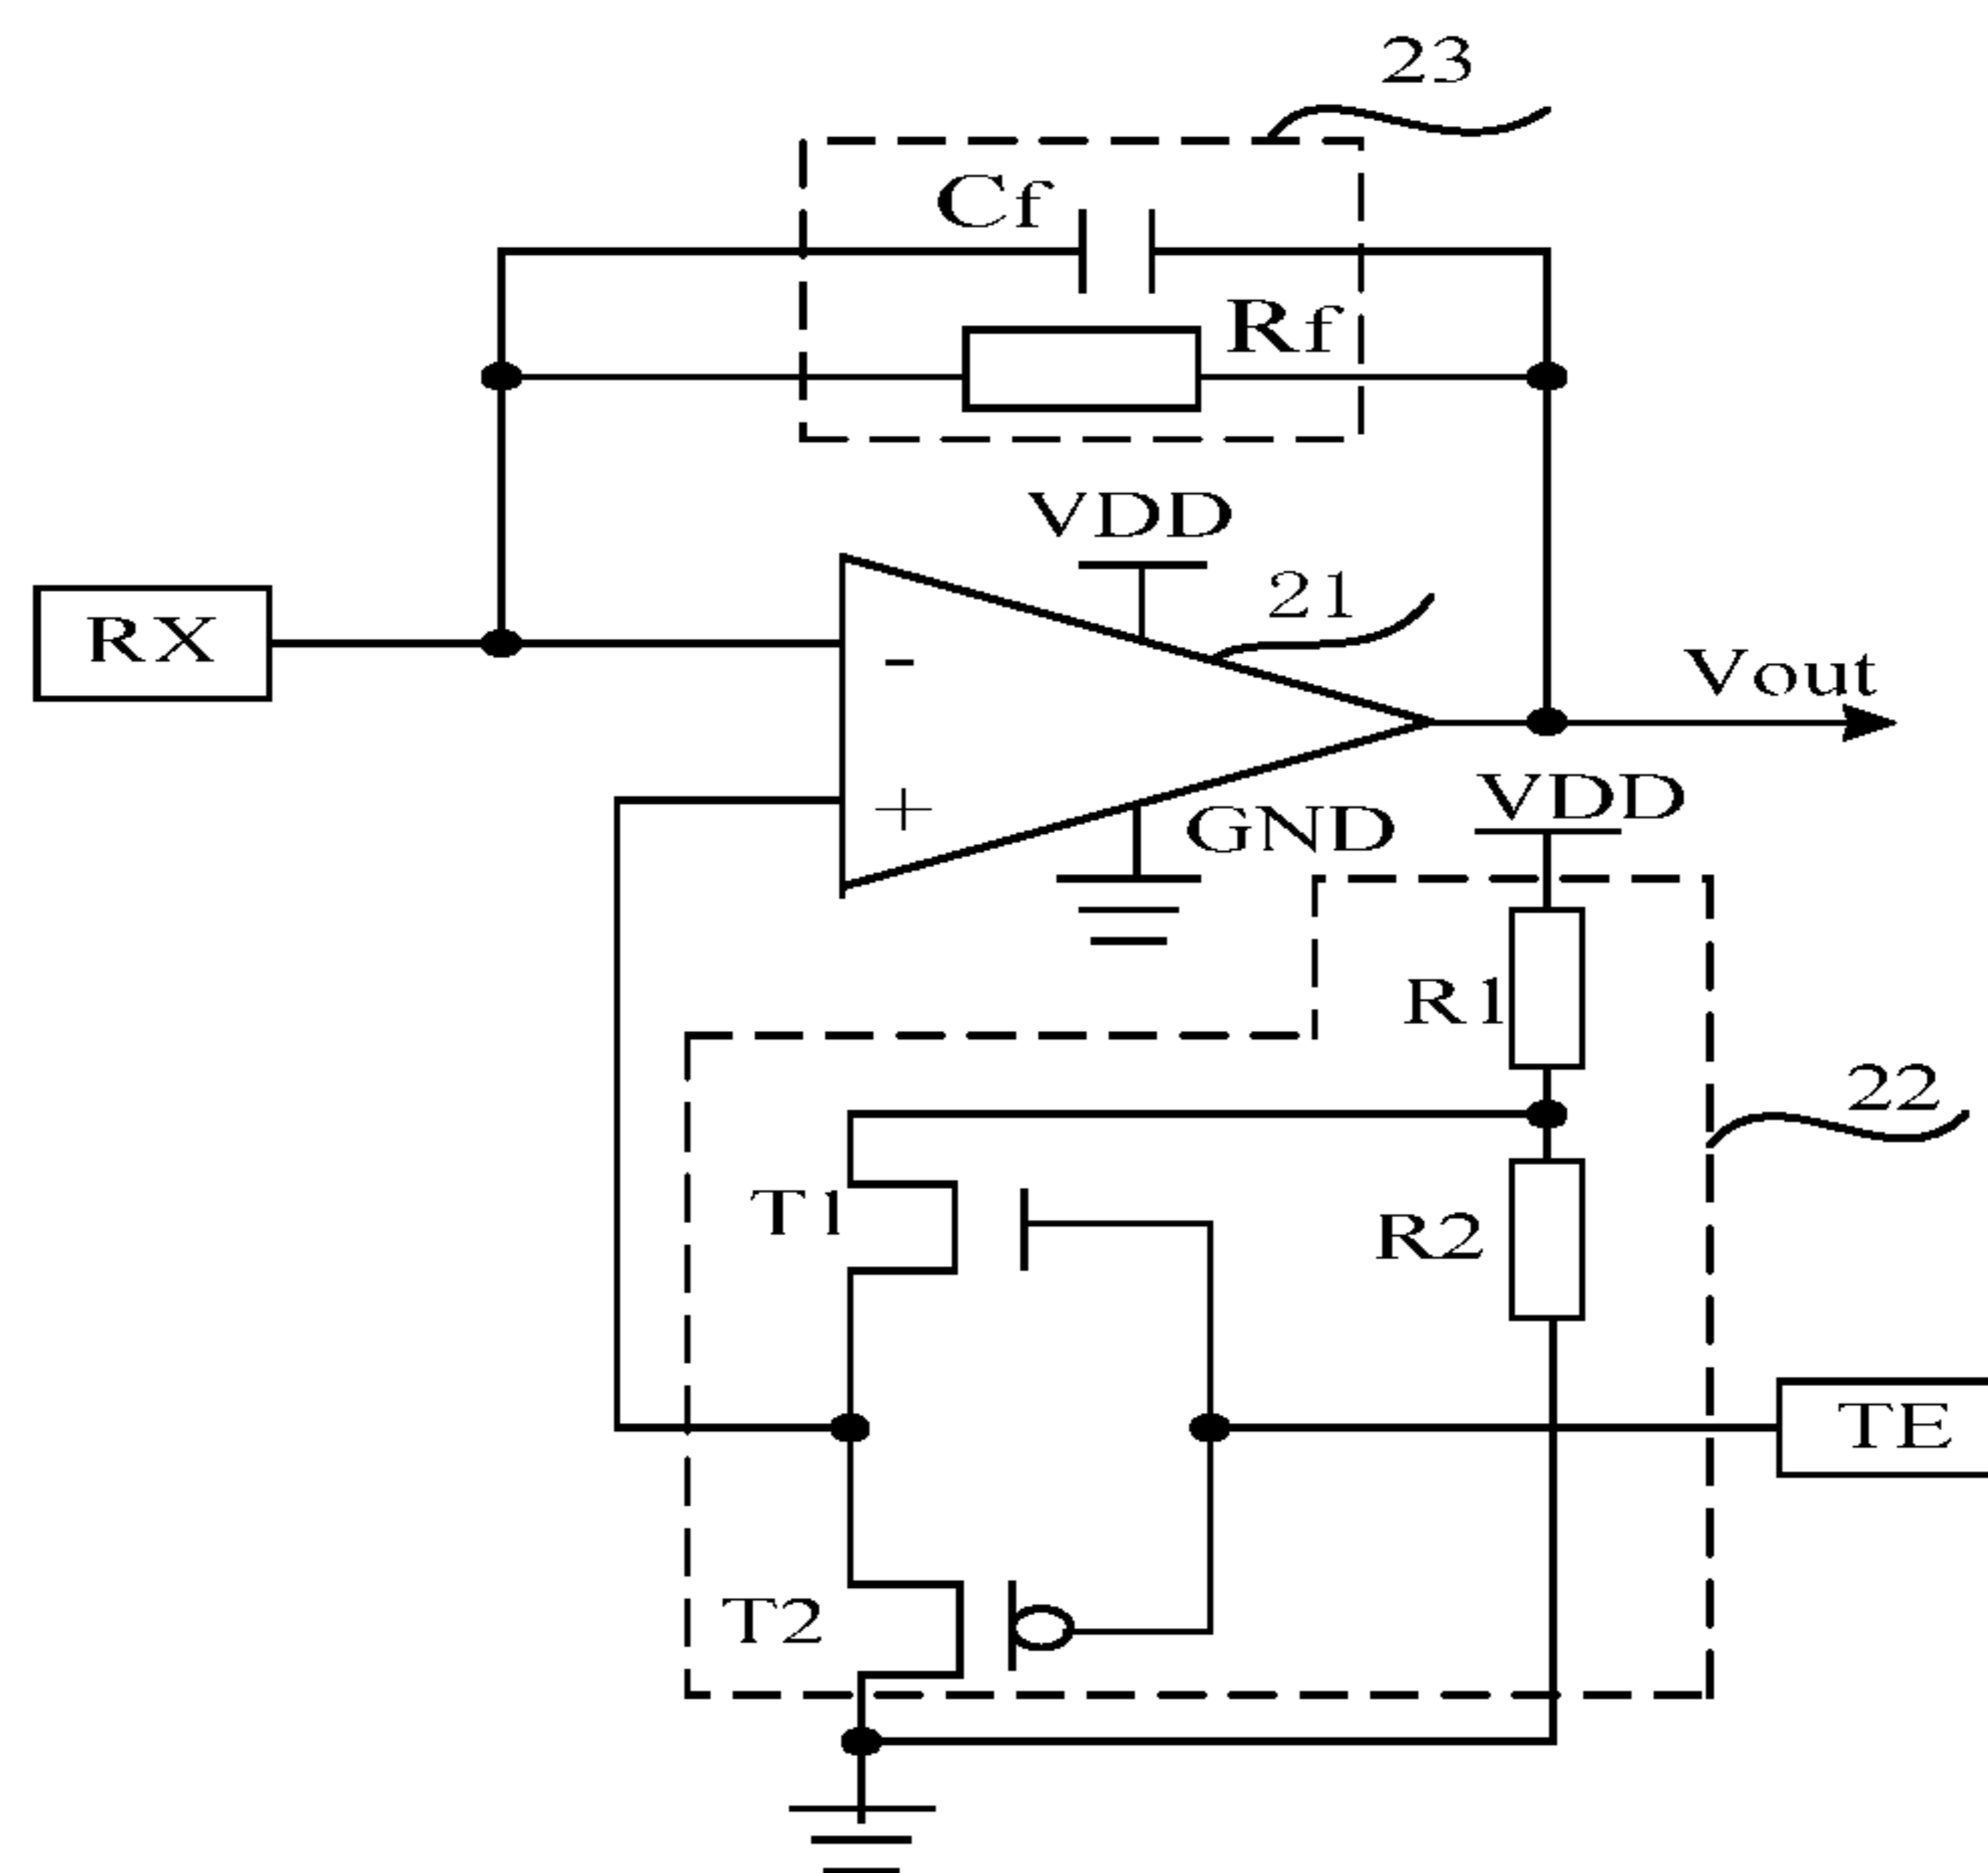 23
Cf
Rf
VDD
21
RX
-
Vout
+
VDD
GND
R1
22
T1
R2
TE
T2